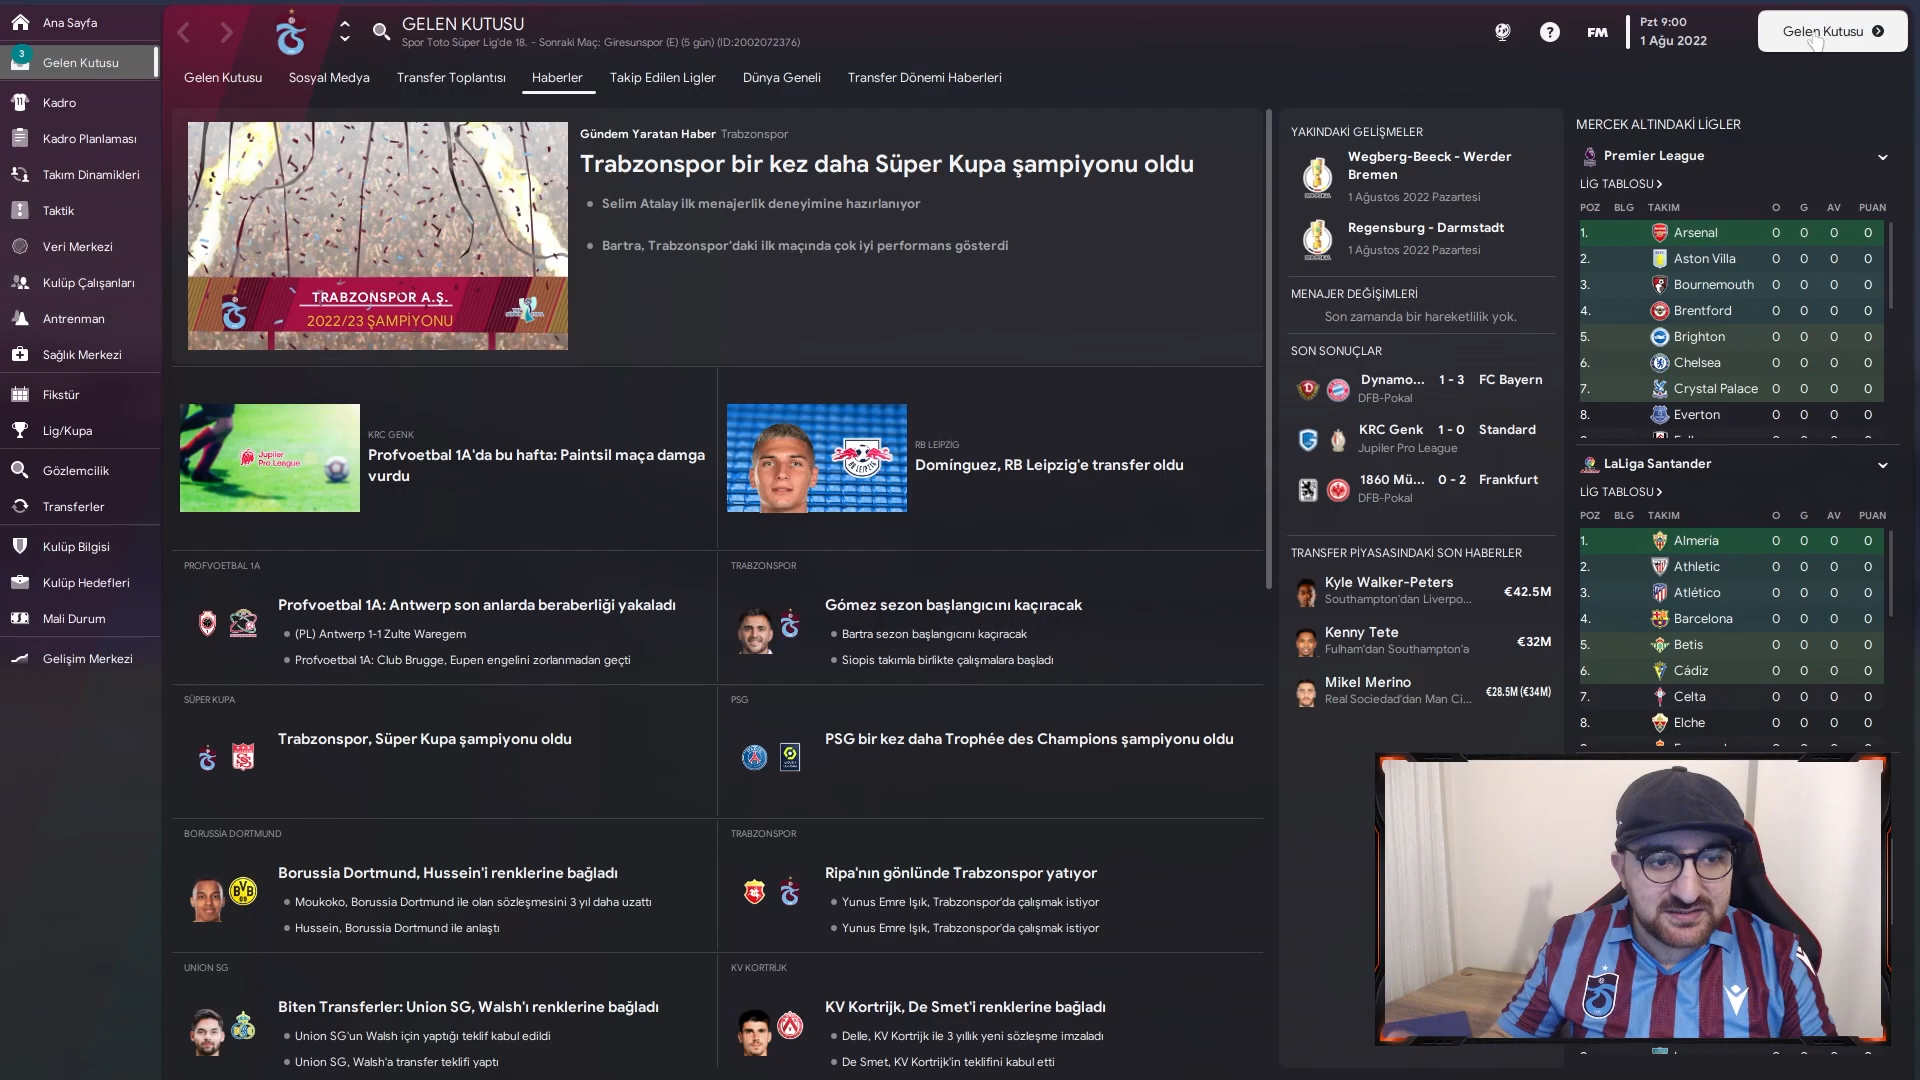 Ana Sayfa
3
Gelen Kutusu
Kadro
Kadro Planlaması
Takım Dinamikleri
Taktik
Veri Merkezi
Kulüp Çalışanları
Antrenman
Sağlık Merkezi
Fikstür
Lig/Kupa
Gözlemcilik
Transferler
Kulüp Bilgisi
Kulüp Hedefleri
Mali Durum
Gelişim Merkezi
GELEN KUTUSU
Spor Toto Süper Lig'de 18. - Sonraki Maç: Giresunspor (E) (5 gün) (ID:2002072376)
?
FM
Pzt 9:00
1 Ağu 2022
Gelen Kutusu
Gelen Kutusu
Sosyal Medya
Transfer Toplantısı
Haberler
Takip Edilen Ligler
Dünya Geneli
Transfer Dönemi Haberleri
TRABZONSPOR A.Ş.
2022/23 ŞAMPİYONU
Gündem Yaratan Haber Trabzonspor
Trabzonspor bir kez daha Süper Kupa şampiyonu oldu
Selim Atalay ilk menajerlik deneyimine hazırlanıyor
Bartra, Trabzonspor'daki ilk maçında çok iyi performans gösterdi
Jupiler
Pro League
KRC GENK
Profvoetbal 1A'da bu hafta: Paintsil maça damga
vurdu
RB LEİPZİG
Domínguez, RB Leipzig'e transfer oldu
PROFVOETBAL 1A
Profvoetbal 1A: Antwerp son anlarda beraberliği yakaladı
(PL) Antwerp 1-1 Zulte Waregem
Profvoetbal 1A: Club Brugge, Eupen engelini zorlanmadan geçti
TRABZONSPOR
Gómez sezon başlangıcını kaçıracak
Bartra sezon başlangıcını kaçıracak
Siopis takımla birlikte çalışmalara başladı
SÜPER KUPA
Trabzonspor, Süper Kupa şampiyonu oldu
PSG
PSG bir kez daha Trophée des Champions şampiyonu oldu
BORUSSIA DORTMUND
Borussia Dortmund, Hussein'i renklerine bağladı
Moukoko, Borussia Dortmund ile olan sözleşmesini 3 yıl daha uzattı
Hussein, Borussia Dortmund ile anlaştı
TRABZONSPOR
Ripa'nın gönlünde Trabzonspor yatıyor
Yunus Emre Işık, Trabzonspor'da çalışmak istiyor
Yunus Emre Işık, Trabzonspor'da çalışmak istiyor
UNİON SG
Biten Transferler: Union SG, Walsh'ı renklerine bağladı
Union SG'un Walsh için yaptığı teklif kabul edildi
Union SG, Walsh'a transfer teklifi yaptı
KV KORTRIJK
KV Kortrijk, De Smet'i renklerine bağladı
Delle, KV Kortrijk ile 3 yıllık yeni sözleşme imzaladı
De Smet, KV Kortrijk'in teklifini kabul etti
YAKINDAKİ GELİŞMELER
Wegberg-Beeck - Werder
Bremen
1 Ağustos 2022 Pazartesi
Regensburg - Darmstadt
1 Ağustos 2022 Pazartesi
MENAJER DEĞİŞİMLERİ
Son zamanda bir hareketlilik yok.
SON SONUÇLAR
Dynamo... 1 - 3 FC Bayern
DFB-Pokal
KRC Genk 1 - 0 Standard
Jupiler Pro League
1860 Mü... 0 - 2 Frankfurt
DFB-Pokal
TRANSFER PİYASASINDAKİ SON HABERLER
Kyle Walker-Peters
Southampton'dan Liverpo...
€42.5M
Kenny Tete
Fulham'dan Southampton'a
€32M
Mikel Merino
Real Sociedad'dan Man Ci...
€28.5M (€34M)
MERCEK ALTINDAKİ LİGLER
Premier League
LİG TABLOSU
POZ BLG TAKIM O G AV PUAN
1. Arsenal 0 0 0 0
2. Aston Villa 0 0 0 0
3. Bournemouth 0 0 0 0
4. Brentford 0 0 0 0
5. Brighton 0 0 0 0
6. Chelsea 0 0 0 0
7. Crystal Palace 0 0 0 0
8. Everton 0 0 0 0
LaLiga Santander
LİG TABLOSU
POZ BLG TAKIM O G AV PUAN
1. Almería 0 0 0 0
2. Athletic 0 0 0 0
3. Atlético 0 0 0 0
4. Barcelona 0 0 0 0
5. Betis 0 0 0 0
6. Cádiz 0 0 0 0
7. Celta 0 0 0 0
8. Elche 0 0 0 0